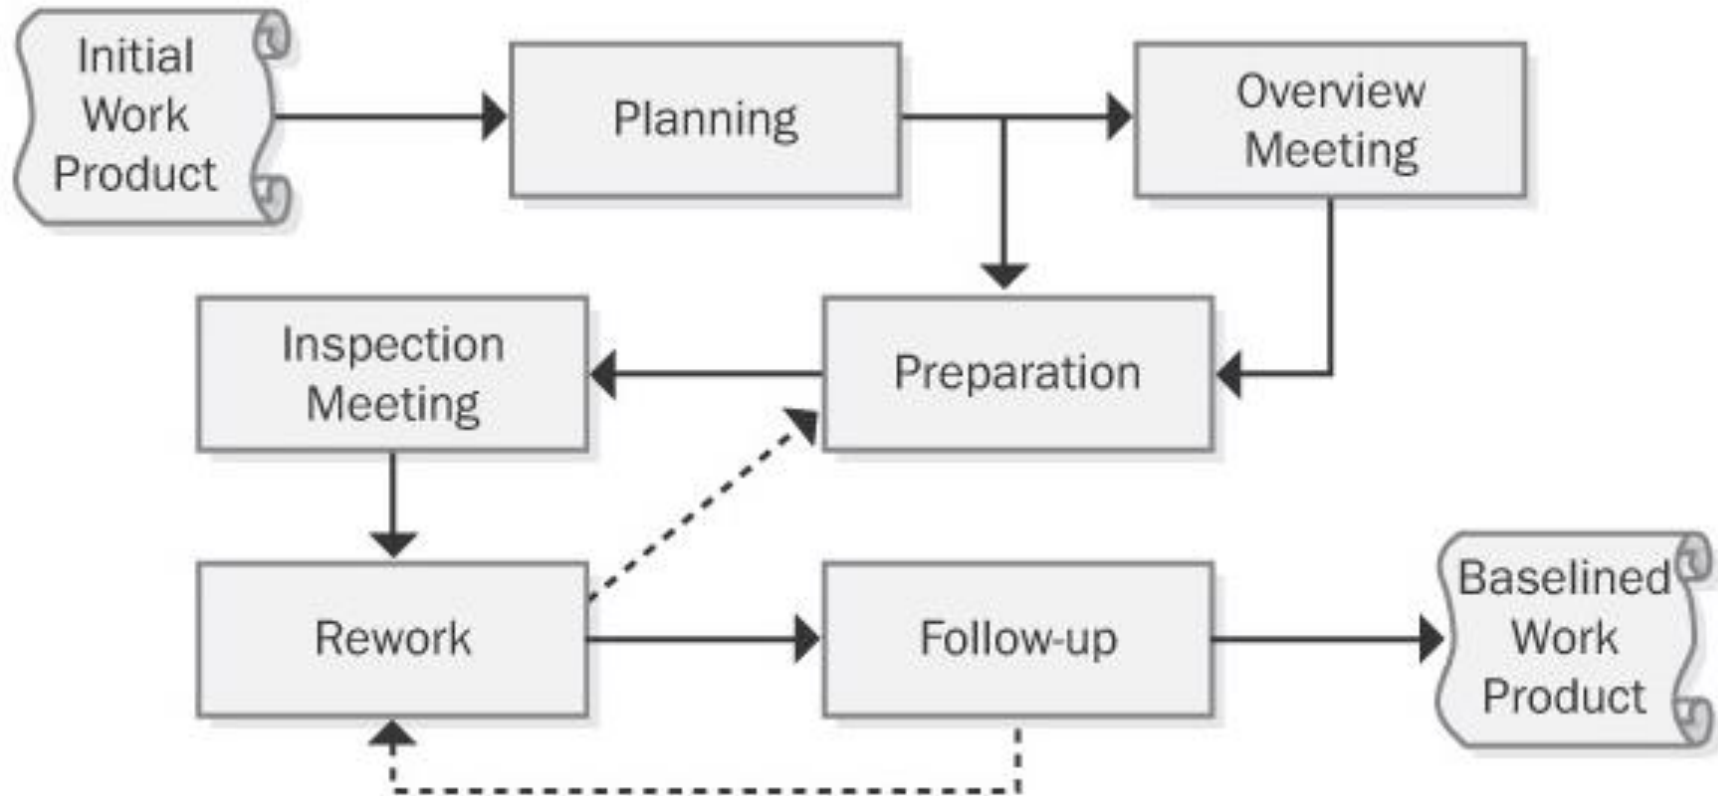 Initial
Work
Product
Planning
Overview
Meeting
Inspection
Meeting
Preparation
Rework
Follow-up
Baselined
Work
Product